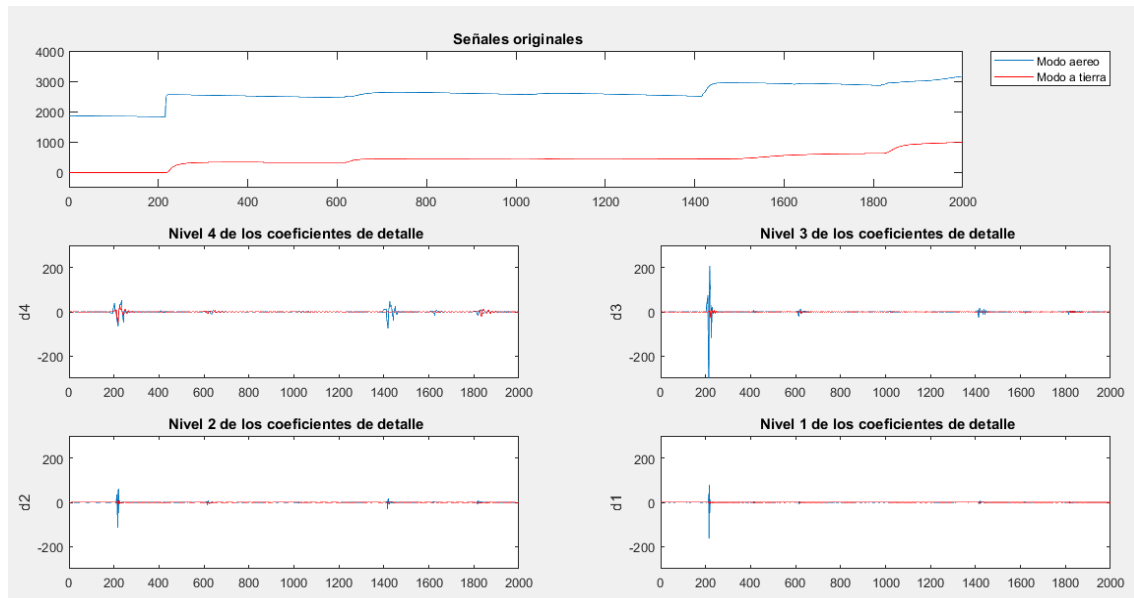 Señales originales
4000
3000
2000
1000
0
0 200 400 600 800 1000 1200 1400 1600 1800 2000
Modo aereo
Modo a tierra
Nivel 4 de los coeficientes de detalle
d4
200
0
-200
0 200 400 600 800 1000 1200 1400 1600 1800 2000
Nivel 3 de los coeficientes de detalle
d3
200
0
-200
0 200 400 600 800 1000 1200 1400 1600 1800 2000
Nivel 2 de los coeficientes de detalle
d2
200
0
-200
0 200 400 600 800 1000 1200 1400 1600 1800 2000
Nivel 1 de los coeficientes de detalle
d1
200
0
-200
0 200 400 600 800 1000 1200 1400 1600 1800 2000